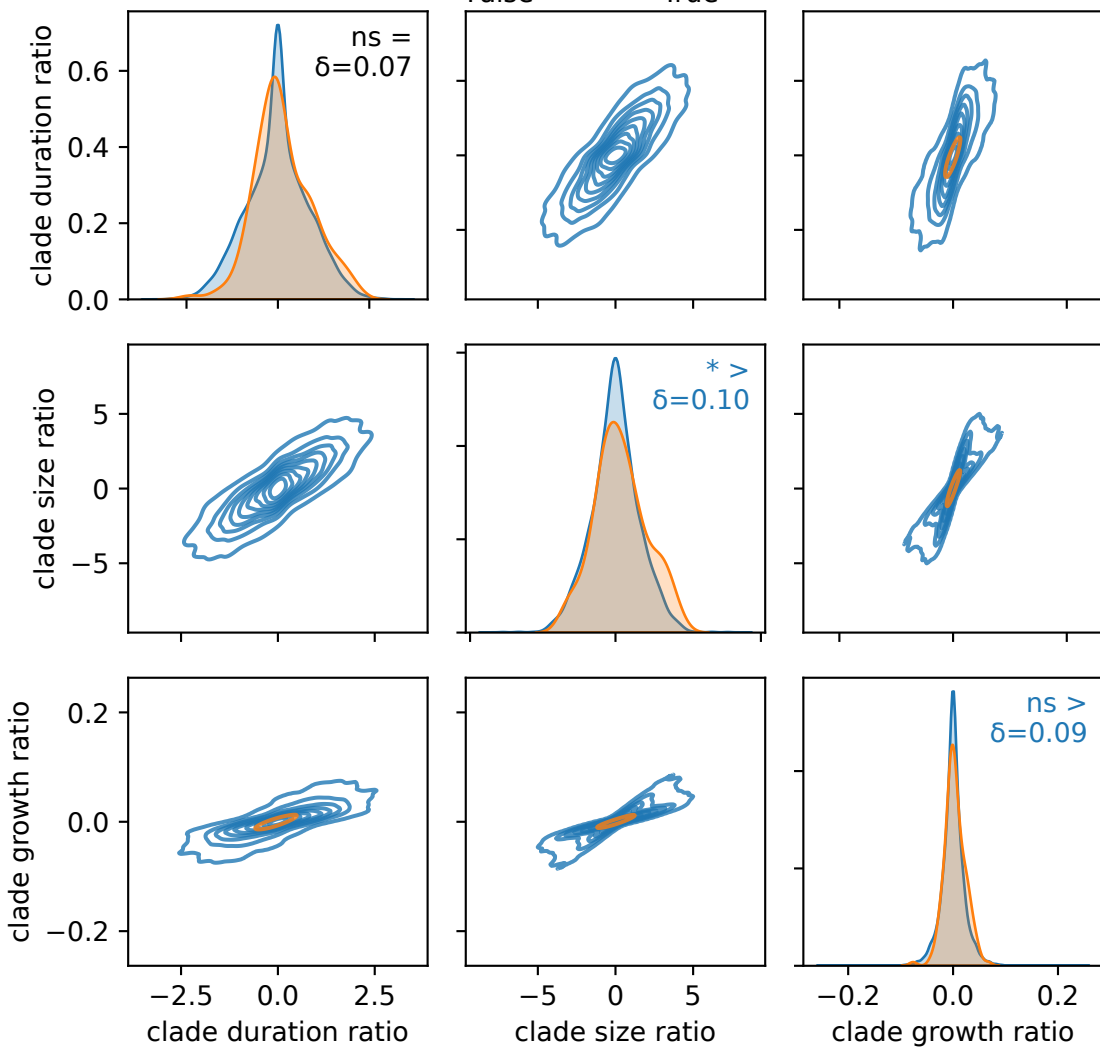 clade duration ratio
0.6
0.4
0.2
0.0
ns =
δ=0.07
clade size ratio
5
0
−5
* >
δ=0.10
clade growth ratio
0.2
0.0
−0.2
ns >
δ=0.09
−2.5
0.0
2.5
−5
0
5
−0.2
0.0
0.2
clade duration ratio
clade size ratio
clade growth ratio